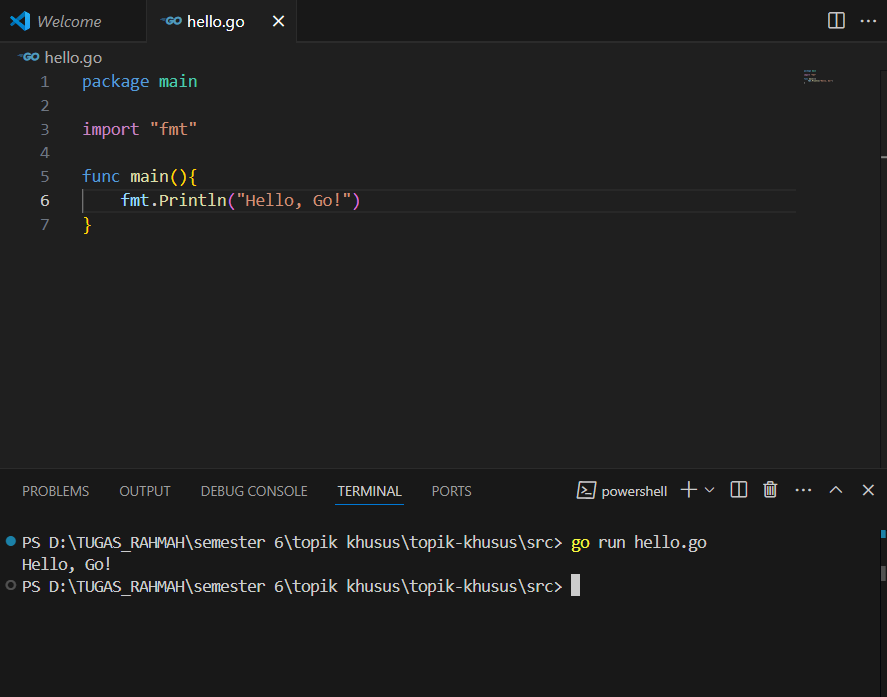 Welcome
GO hello.go
GO hello.go
1 package main
2
3 import "fmt"
4
5 func main(){
6 fmt.Println("Hello, Go!")
7 }
PROBLEMS OUTPUT DEBUG CONSOLE TERMINAL PORTS powershell
PS D:\TUGAS_RAHMAH\semester 6\topik khusus\topik-khusus\src> go run hello.go
Hello, Go!
PS D:\TUGAS_RAHMAH\semester 6\topik khusus\topik-khusus\src>